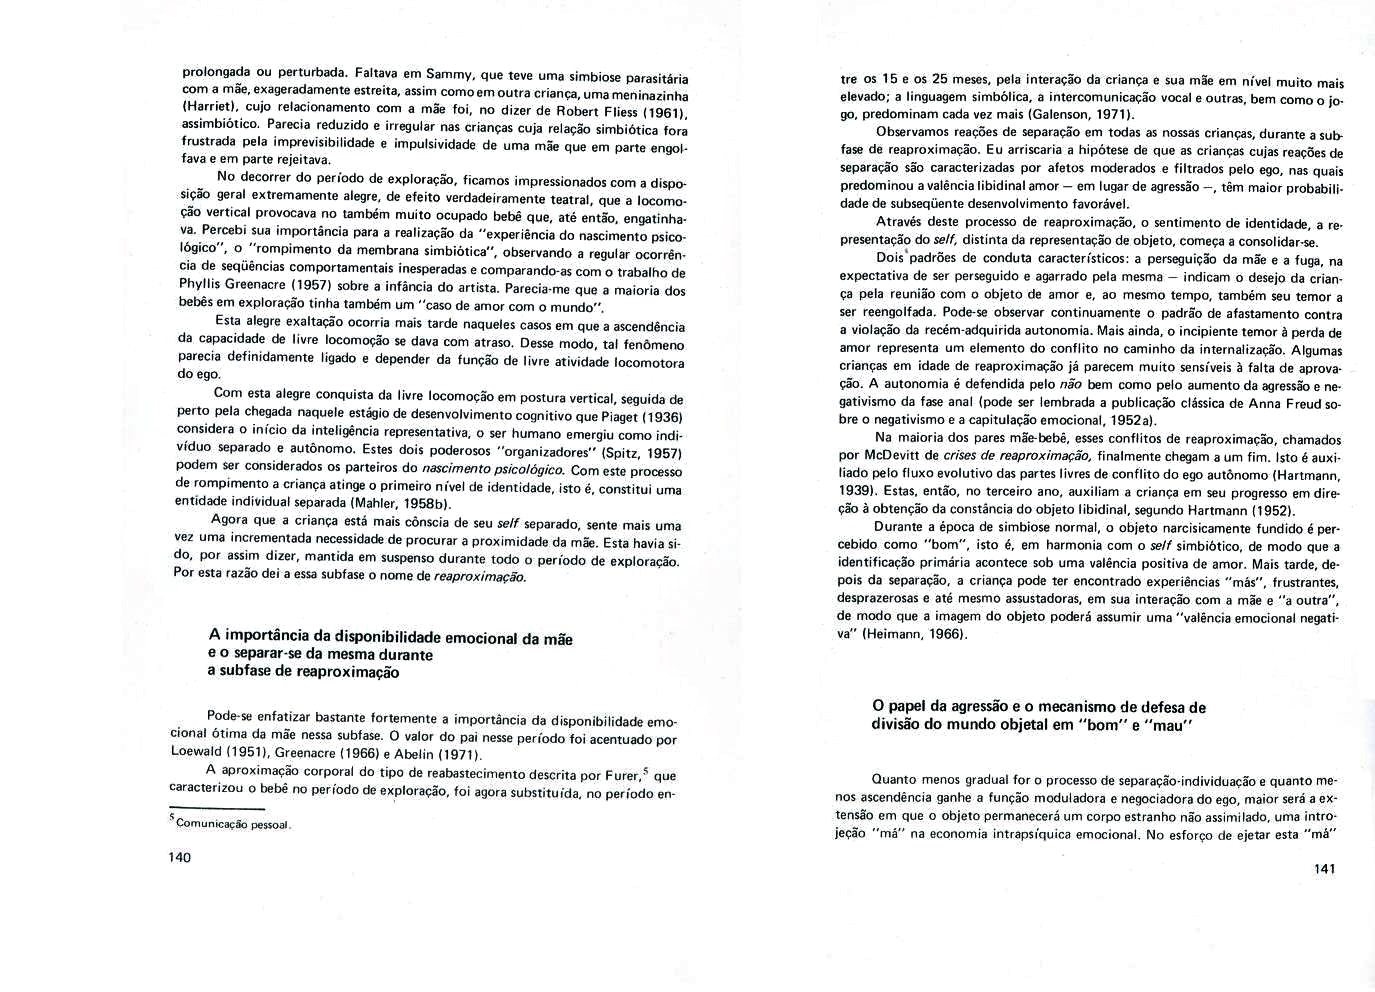 prolongada ou perturbada. Faltava em Sammy, que teve uma simbiose parasitária
com a mãe, exageradamente estreita, assim como em outra criança, uma meninazinha
(Harriet), cujo relacionamento com a mãe foi, no dizer de Robert Fliess (1961),
assimbiótico. Parecia reduzido e irregular nas crianças cuja relação simbiótica fora
frustrada pela imprevisibilidade e impulsividade de uma mãe que em parte engol-
fava e em parte rejeitava.
No decorrer do período de exploração, ficamos impressionados com a dispo-
sição geral extremamente alegre, de efeito verdadeiramente teatral, que a locomo-
ção vertical provocava no também muito ocupado bebê que, até então, engatinha-
va. Percebi sua importância para a realização da "experiência do nascimento psico-
lógico", o "rompimento da membrana simbiótica", observando a regular ocorrên-
cia de seqüências comportamentais inesperadas e comparando-as com o trabalho de
Phyllis Greenacre (1957) sobre a infância do artista. Parecia-me que a maioria dos
bebês em exploração tinha também um "caso de amor com o mundo".
Esta alegre exaltação ocorria mais tarde naqueles casos em que a ascendência
da capacidade de livre locomoção se dava com atraso. Desse modo, tal fenômeno
parecia definidamente ligado e depender da função de livre atividade locomotora
do ego.
Com esta alegre conquista da livre locomoção em postura vertical, seguida de
perto pela chegada naquele estágio de desenvolvimento cognitivo que Piaget (1936)
considera o início da inteligência representativa, o ser humano emergiu como indi-
víduo separado e autônomo. Estes dois poderosos "organizadores" (Spitz, 1957)
podem ser considerados os parteiros do nascimento psicológico. Com este processo
de rompimento a criança atinge o primeiro nível de identidade, isto é, constitui uma
entidade individual separada (Mahler, 1958b).
Agora que a criança está mais cônscia de seu self separado, sente mais uma
vez uma incrementada necessidade de procurar a proximidade da mãe. Esta havia si-
do, por assim dizer, mantida em suspenso durante todo o período de exploração.
Por esta razão dei a essa subfase o nome de reaproximação.
A importância da disponibilidade emocional da mãe
e o separar-se da mesma durante
a subfase de reaproximação
Pode-se enfatizar bastante fortemente a importância da disponibilidade emo-
cional ótima da mãe nessa subfase. O valor do pai nesse período foi acentuado por
Loewald (1951), Greenacre (1966) e Abelin (1971).
A aproximação corporal do tipo de reabastecimento descrita por Furer,5 que
caracterizou o bebê no período de exploração, foi agora substituída, no período en-
5 Comunicação pessoal.
140
tre os 15 e os 25 meses, pela interação da criança e sua mãe em nível muito mais
elevado; a linguagem simbólica, a intercomunicação vocal e outras, bem como o jo-
go, predominam cada vez mais (Galenson, 1971).
Observamos reações de separação em todas as nossas crianças, durante a sub-
fase de reaproximação. Eu arriscaria a hipótese de que as crianças cujas reações de
separação são caracterizadas por afetos moderados e filtrados pelo ego, nas quais
predominou a valência libidinal amor — em lugar de agressão —, têm maior probabili-
dade de subseqüente desenvolvimento favorável.
Através deste processo de reaproximação, o sentimento de identidade, a re-
presentação do self, distinta da representação de objeto, começa a consolidar-se.
Dois padrões de conduta característicos: a perseguição da mãe e a fuga, na
expectativa de ser perseguido e agarrado pela mesma — indicam o desejo da crian-
ça pela reunião com o objeto de amor e, ao mesmo tempo, também seu temor a
ser reengolfada. Pode-se observar continuamente o padrão de afastamento contra
a violação da recém-adquirida autonomia. Mais ainda, o incipiente temor à perda de
amor representa um elemento do conflito no caminho da internalização. Algumas
crianças em idade de reaproximação já parecem muito sensíveis à falta de aprova-
ção. A autonomia é defendida pelo não bem como pelo aumento da agressão e ne-
gativismo da fase anal (pode ser lembrada a publicação clássica de Anna Freud so-
bre o negativismo e a capitulação emocional, 1952a).
Na maioria dos pares mãe-bebê, esses conflitos de reaproximação, chamados
por McDevitt de crises de reaproximação, finalmente chegam a um fim. Isto é auxi-
liado pelo fluxo evolutivo das partes livres de conflito do ego autônomo (Hartmann,
1939). Estas, então, no terceiro ano, auxiliam a criança em seu progresso em dire-
ção à obtenção da constância do objeto libidinal, segundo Hartmann (1952).
Durante a época de simbiose normal, o objeto narcisicamente fundido é per-
cebido como "bom", isto é, em harmonia com o self simbiótico, de modo que a
identificação primária acontece sob uma valência positiva de amor. Mais tarde, de-
pois da separação, a criança pode ter encontrado experiências "más", frustrantes,
desprazerosas e até mesmo assustadoras, em sua interação com a mãe e "a outra",
de modo que a imagem do objeto poderá assumir uma "valência emocional negati-
va" (Heimann, 1966).
O papel da agressão e o mecanismo de defesa de
divisão do mundo objetal em "bom" e "mau"
Quanto menos gradual for o processo de separação-individuação e quanto me-
nos ascendência ganhe a função moduladora e negociadora do ego, maior será a ex-
tensão em que o objeto permanecerá um corpo estranho não assimilado, uma intro-
jeção "má" na economia intrapsíquica emocional. No esforço de ejetar esta "má"
141